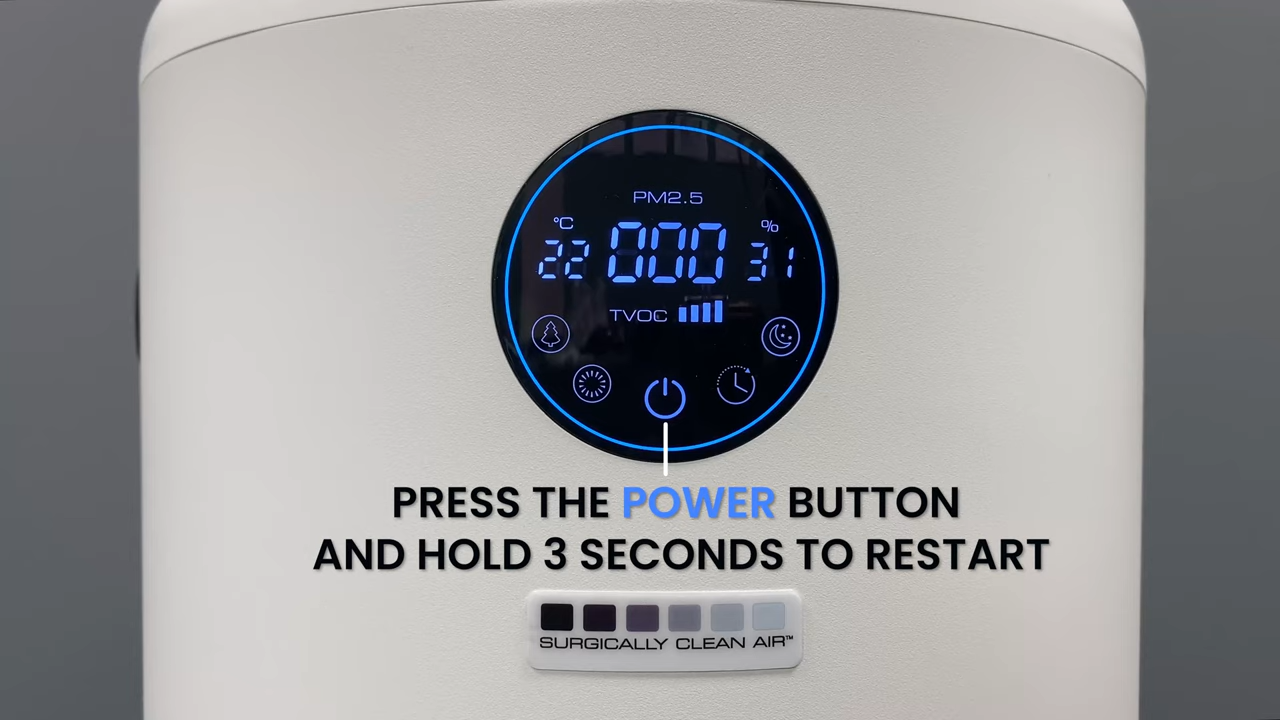 PM2.5
°C
%
22
000
31
TVOC
PRESS THE POWER BUTTON
AND HOLD 3 SECONDS TO RESTART
SURGICALLY CLEAN AIR™